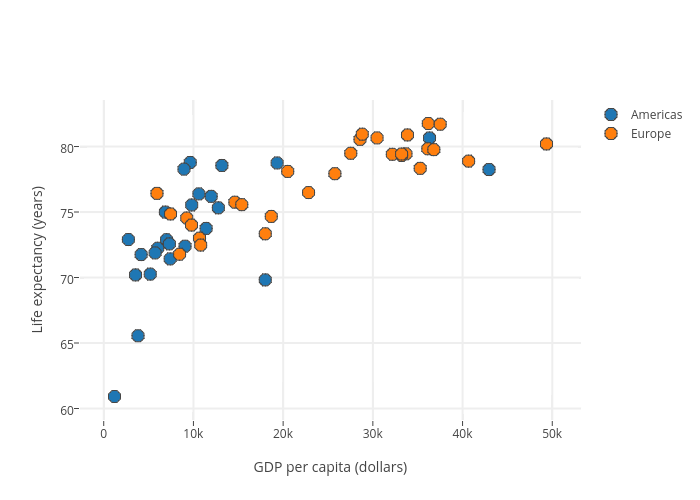 Americas
Europe
80
75
70
65
60
Life expectancy (years)
0 10k 20k 30k 40k 50k
GDP per capita (dollars)